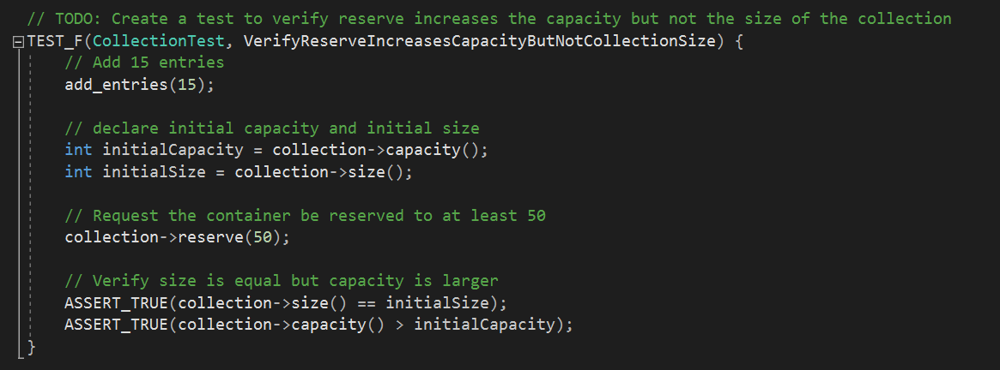 // TODO: Create a test to verify reserve increases the capacity but not the size of the collection
TEST_F(CollectionTest, VerifyReserveIncreasesCapacityButNotCollectionSize) {
// Add 15 entries
add_entries(15);
// declare initial capacity and initial size
int initialCapacity = collection->capacity();
int initialSize = collection->size();
// Request the container be reserved to at least 50
collection->reserve(50);
// Verify size is equal but capacity is larger
ASSERT_TRUE(collection->size() == initialSize);
ASSERT_TRUE(collection->capacity() > initialCapacity);
}